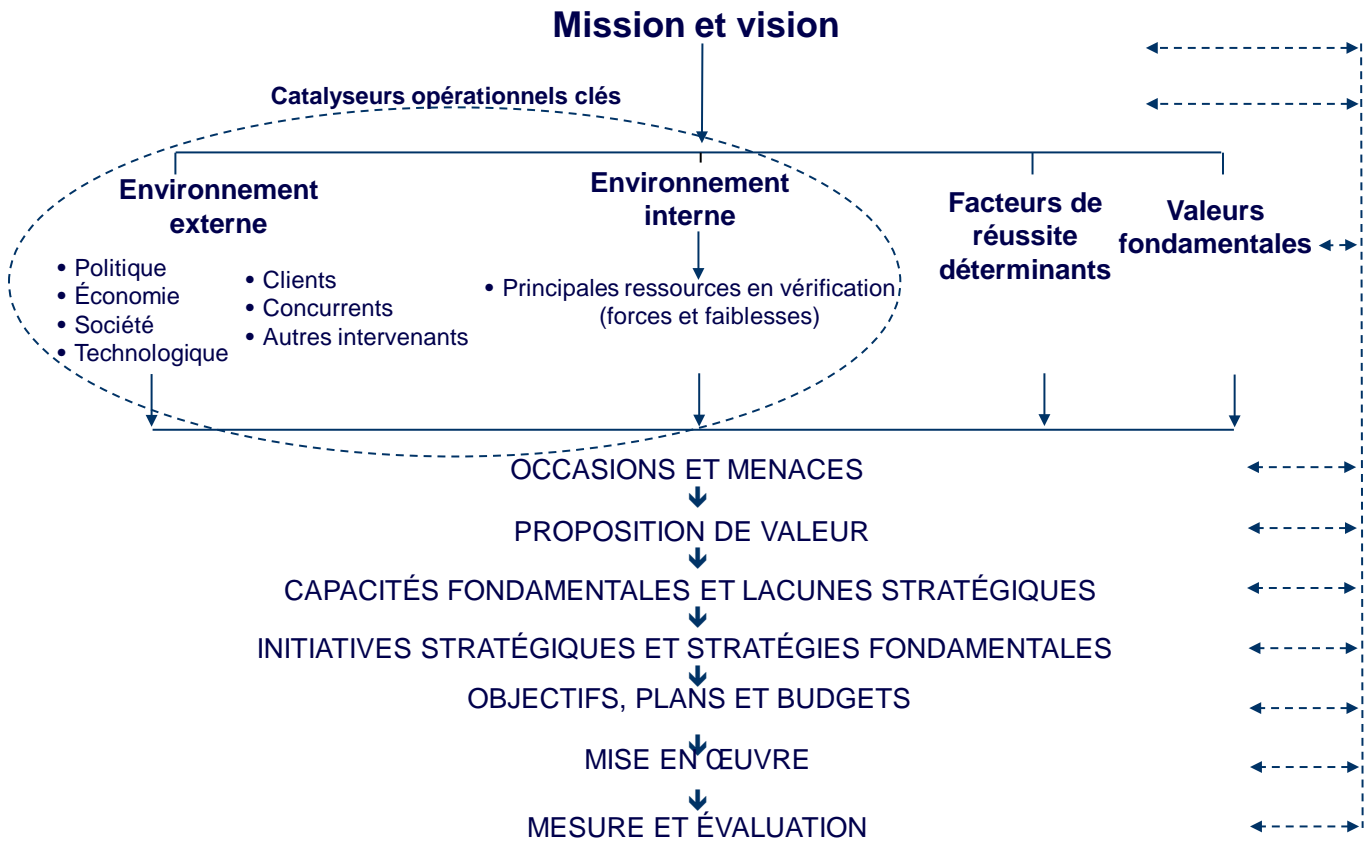 Mission et vision
Catalyseurs opérationnels clés
Environnement
externe
• Politique
• Économie
• Société
• Technologique
• Clients
• Concurrents
• Autres intervenants
Environnement
interne
• Principales ressources en vérification
(forces et faiblesses)
Facteurs de
réussite
déterminants
Valeurs
fondamentales
OCCASIONS ET MENACES
PROPOSITION DE VALEUR
CAPACITÉS FONDAMENTALES ET LACUNES STRATÉGIQUES
INITIATIVES STRATÉGIQUES ET STRATÉGIES FONDAMENTALES
OBJECTIFS, PLANS ET BUDGETS
MISE EN ŒUVRE
MESURE ET ÉVALUATION